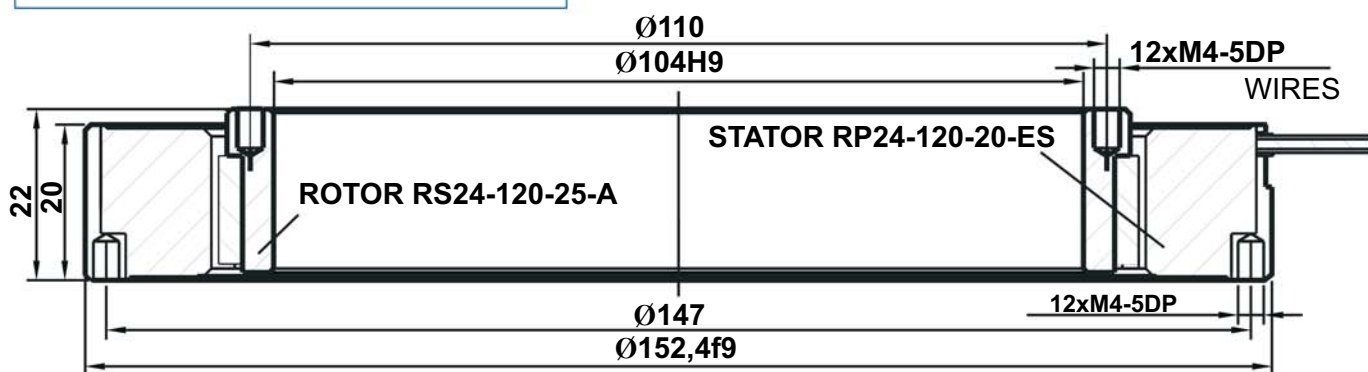 Ø110
Ø104H9
12xM4-5DP
WIRES
STATOR RP24-120-20-ES
22
20
ROTOR RS24-120-25-A
12xM4-5DP
Ø147
Ø152,4f9